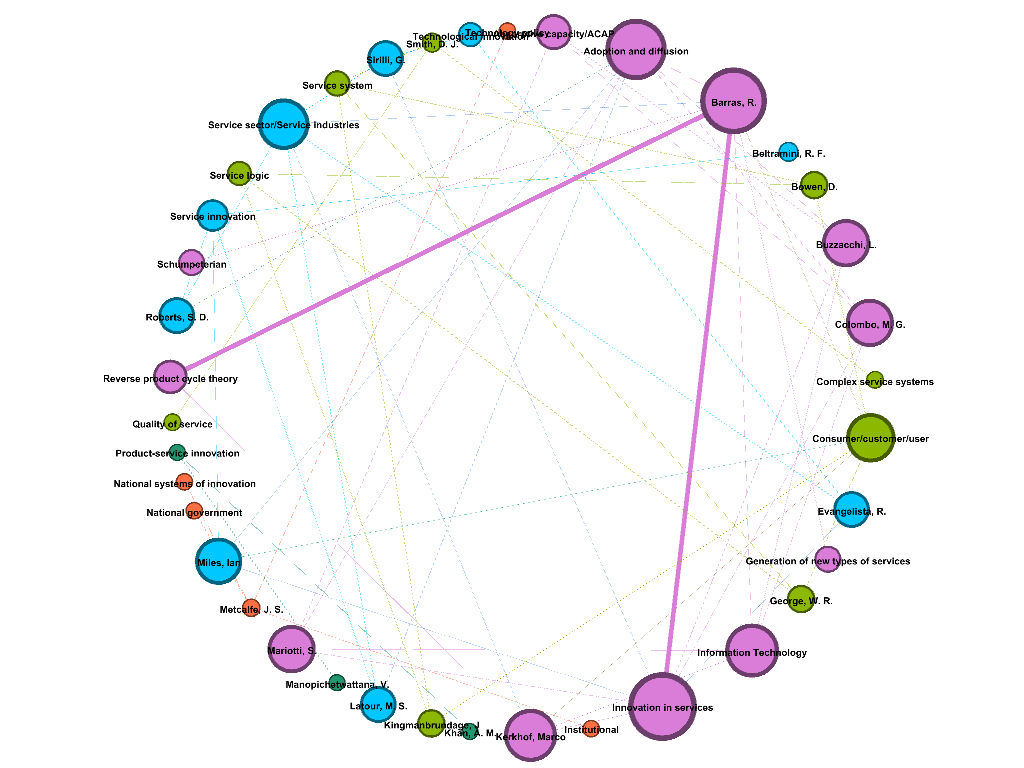 Technological innovation
Technology policy
capacity/ACAP
Smith, D. J.
Adoption and diffusion
Sirilli, G.
Service system
Barras, R.
Service sector/Service industries
Beltramini, R. F.
Service logic
Bowen, D.
Service innovation
Buzzacchi, L.
Schumpeterian
Roberts, S. D.
Colombo, M. G.
Reverse product cycle theory
Complex service systems
Quality of service
Consumer/customer/user
Product-service innovation
National systems of innovation
National government
Evangelista, R.
Miles, Ian
Generation of new types of services
Metcalfe, J. S.
George, W. R.
Mariotti, S.
Information Technology
Manopichetwattana, V.
Latour, M. S.
Innovation in services
Kingmanbrundage, J.
Khan, A. M.
Kerkhof, Marco
Institutional